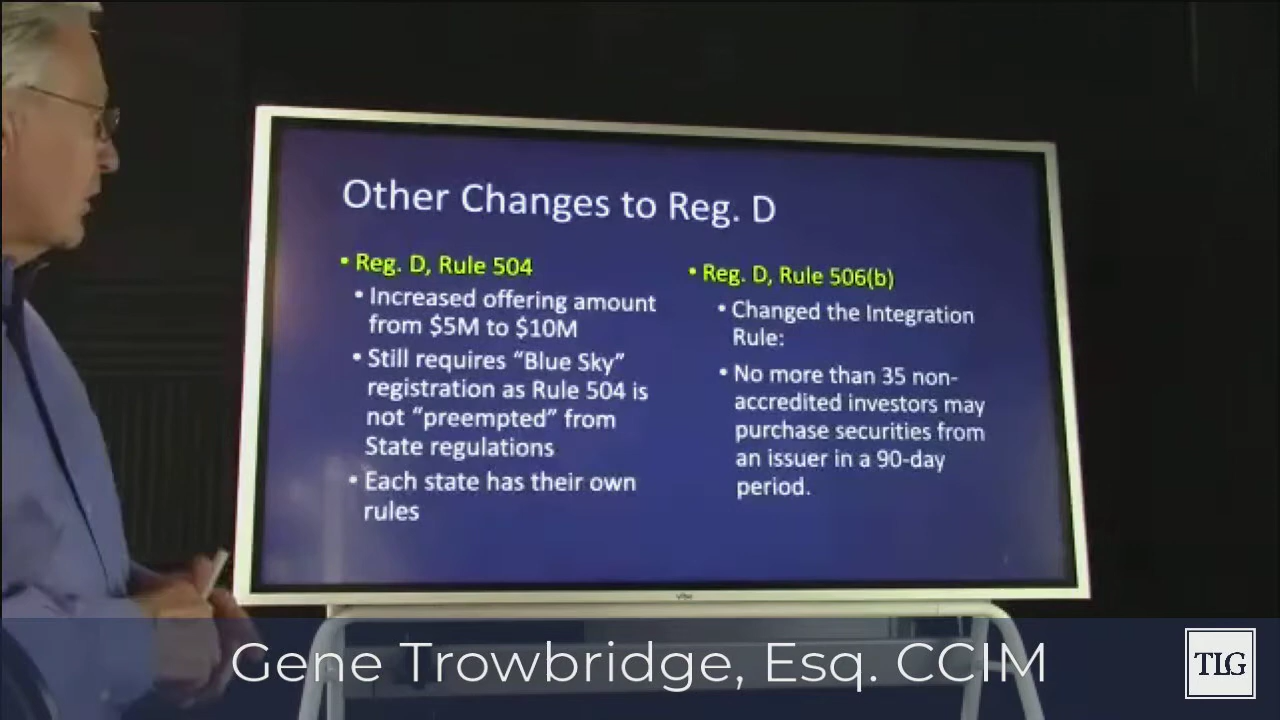 Other Changes to Reg. D
• Reg. D, Rule 504
• Increased offering amount
from $5M to $10M
• Still requires “Blue Sky”
registration as Rule 504 is
not “preempted” from
State regulations
• Each state has their own
rules
• Reg. D, Rule 506(b)
• Changed the Integration
Rule:
• No more than 35 non-
accredited investors may
purchase securities from
an issuer in a 90-day
period.
vibe
Gene Trowbridge, Esq. CCIM
TLG